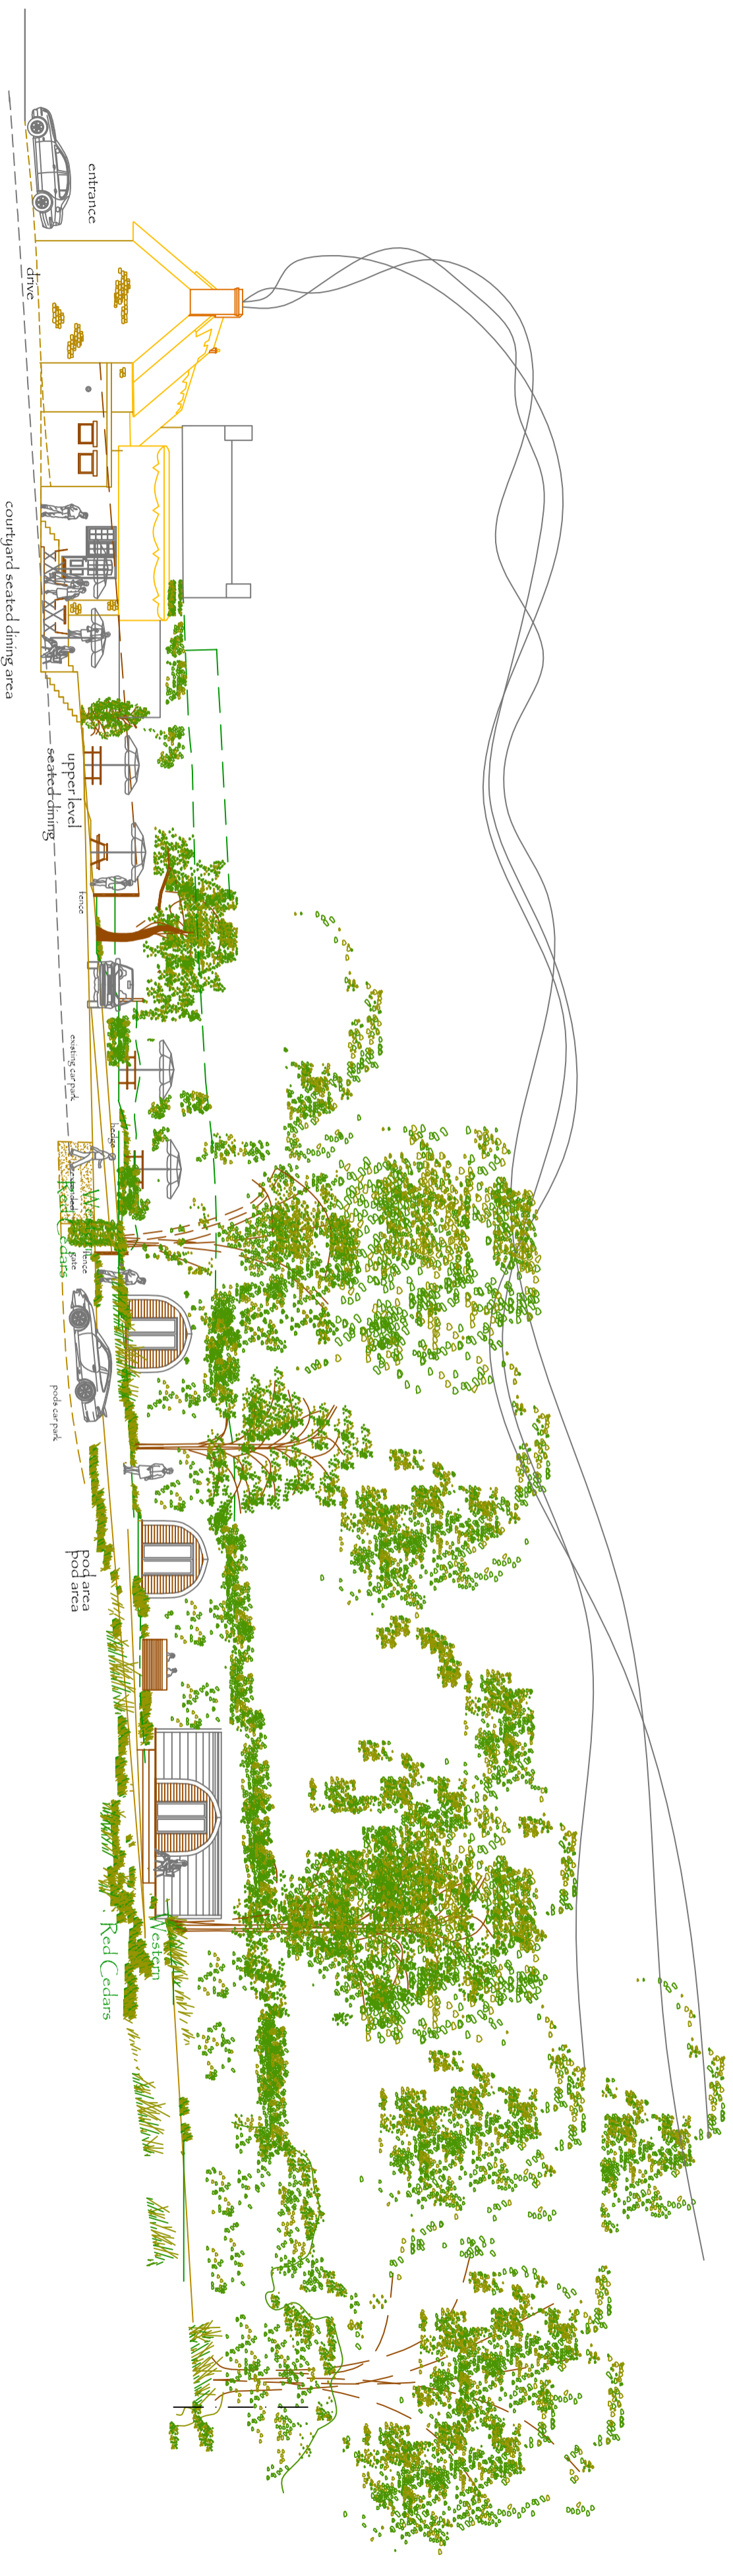 entrance
drive
courtyard seated dining area
upper level
seated dining
fence
existing car park
hedge
Red Cedars
fence
gate
pods car park
pod area
pod area
Western
Red Cedars